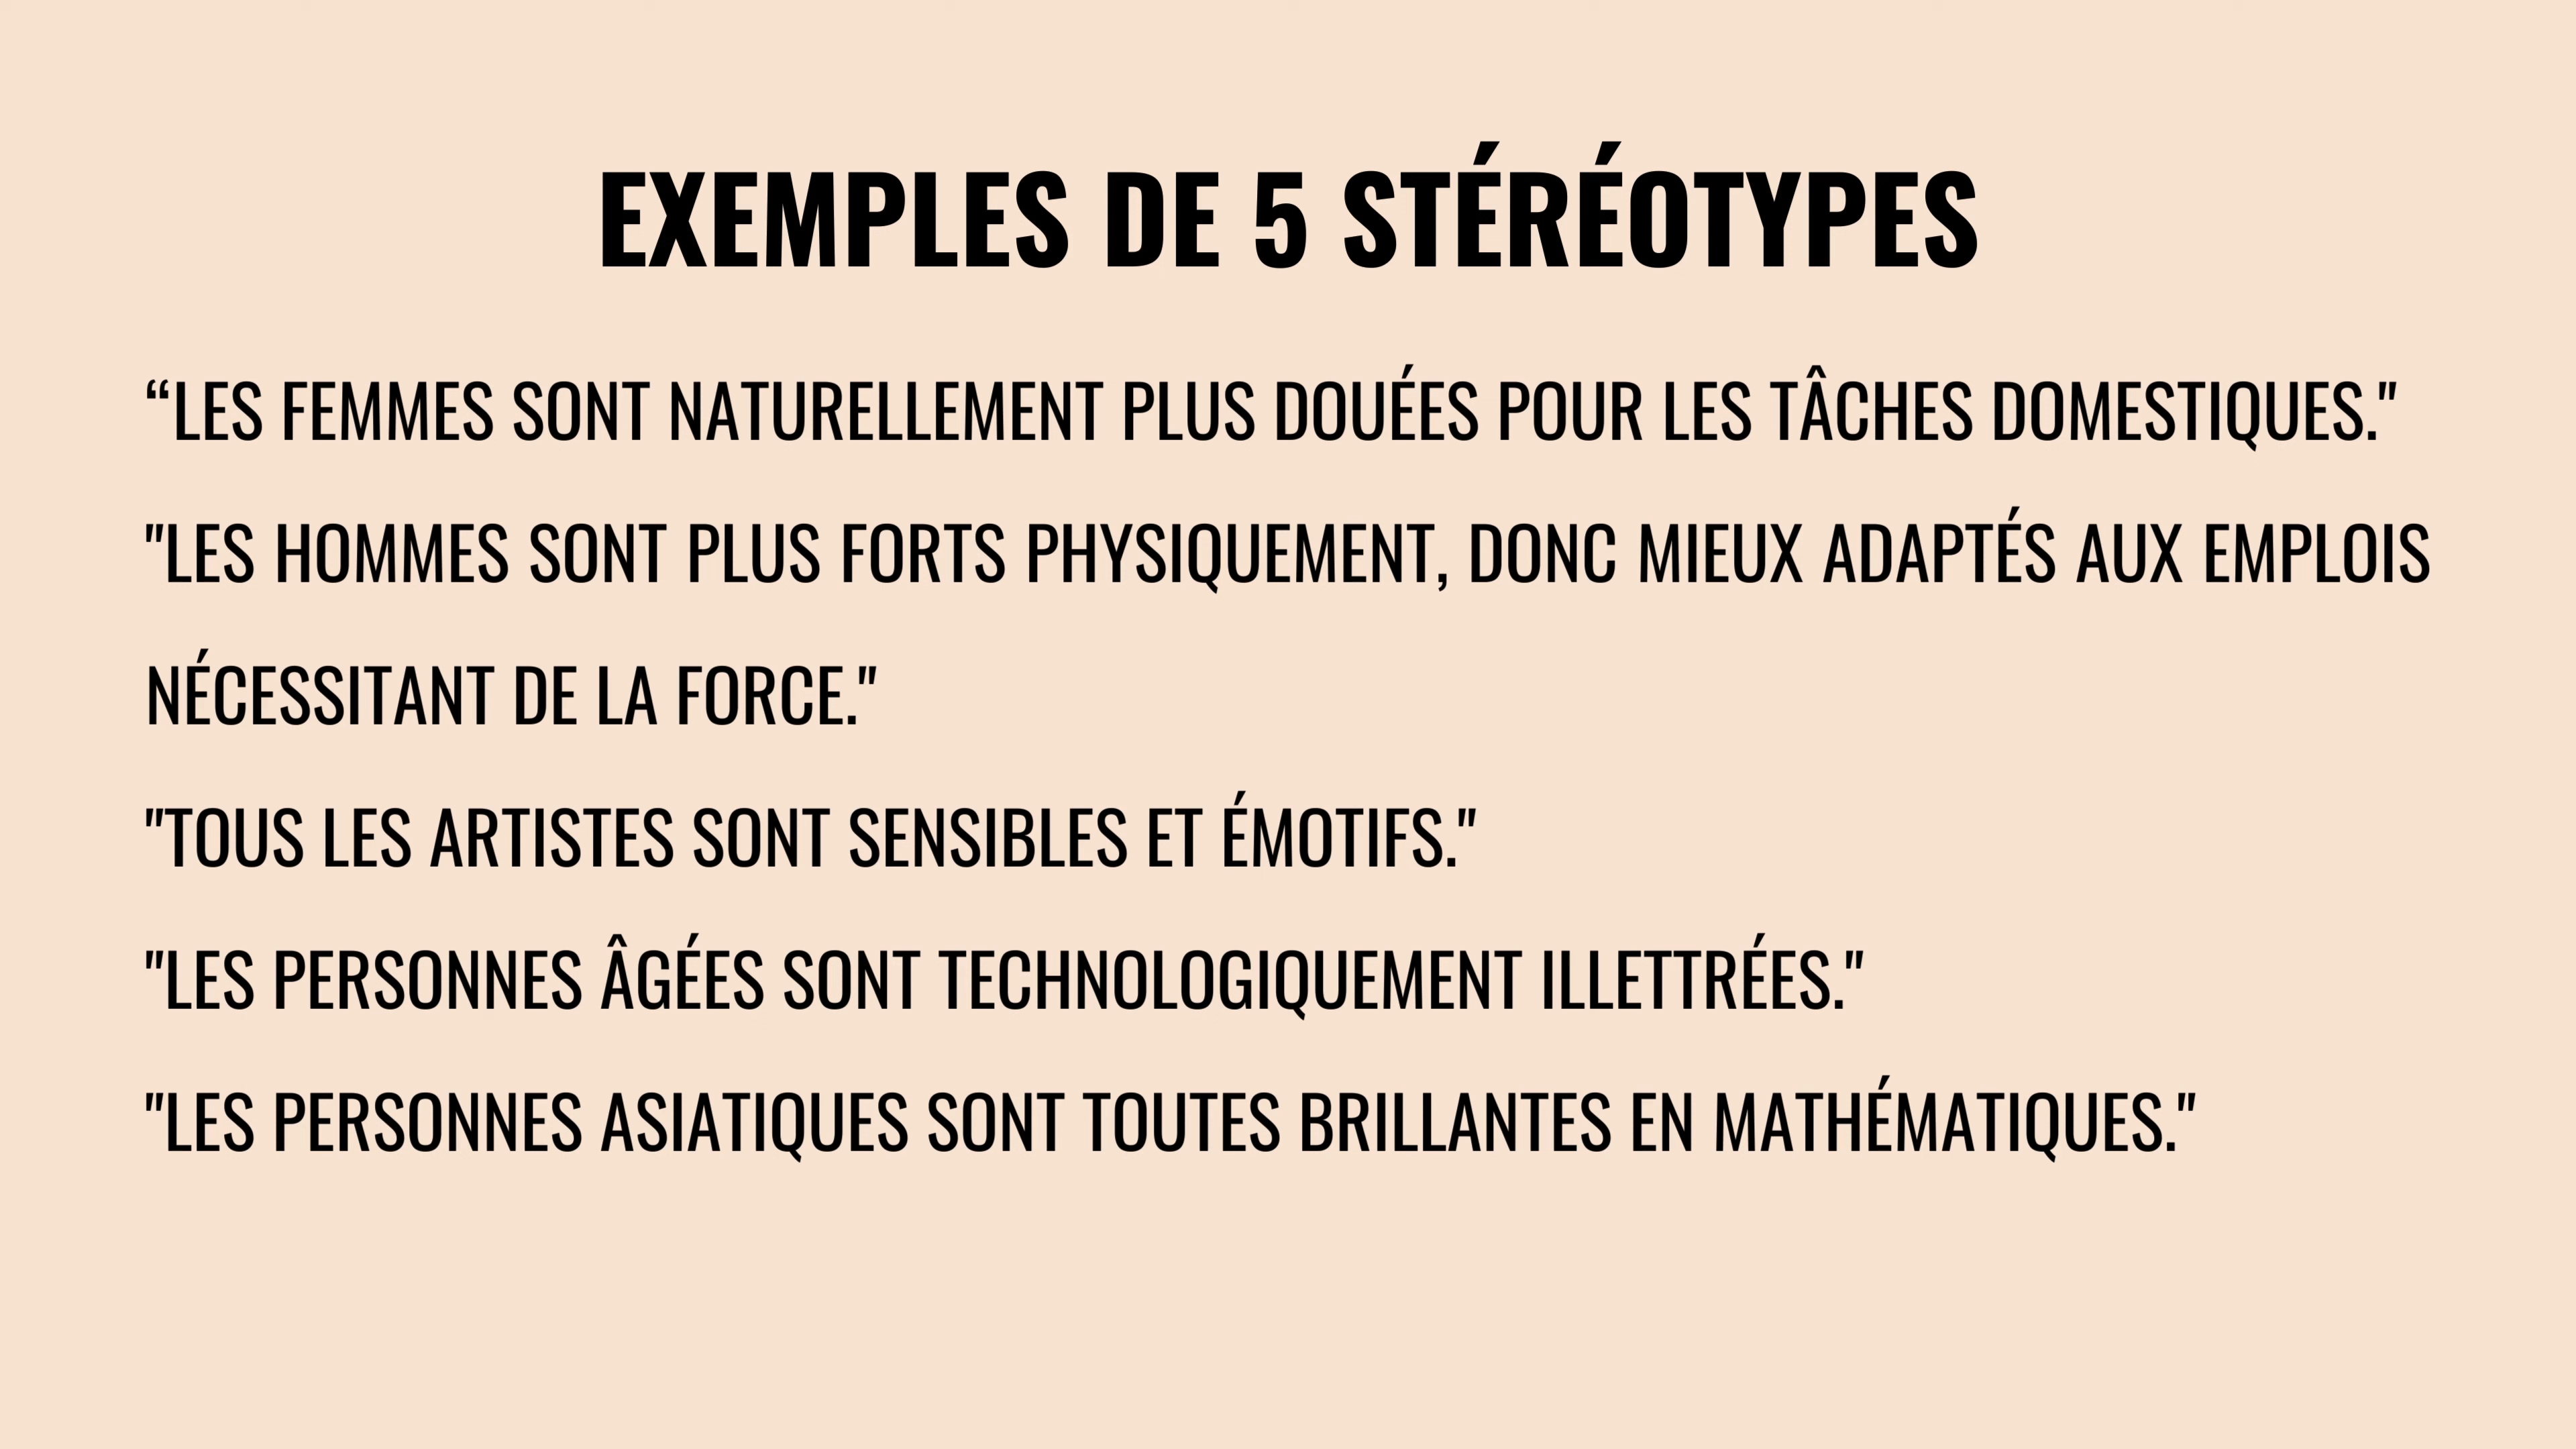 EXEMPLES DE 5 STÉRÉOTYPES
“LES FEMMES SONT NATURELLEMENT PLUS DOUÉES POUR LES TÂCHES DOMESTIQUES."
"LES HOMMES SONT PLUS FORTS PHYSIQUEMENT, DONC MIEUX ADAPTÉS AUX EMPLOIS
NÉCESSITANT DE LA FORCE."
"TOUS LES ARTISTES SONT SENSIBLES ET ÉMOTIFS."
"LES PERSONNES ÂGÉES SONT TECHNOLOGIQUEMENT ILLETTRÉES."
"LES PERSONNES ASIATIQUES SONT TOUTES BRILLANTES EN MATHÉMATIQUES."